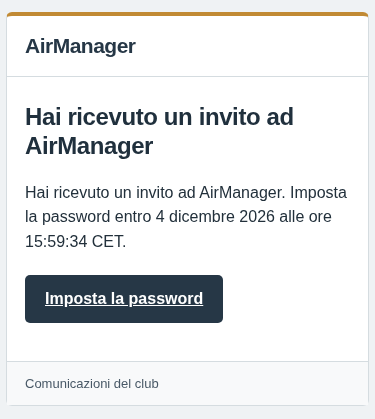 AirManager
Hai ricevuto un invito ad
AirManager
Hai ricevuto un invito ad AirManager. Imposta
la password entro 4 dicembre 2026 alle ore
15:59:34 CET.
Imposta la password
Comunicazioni del club